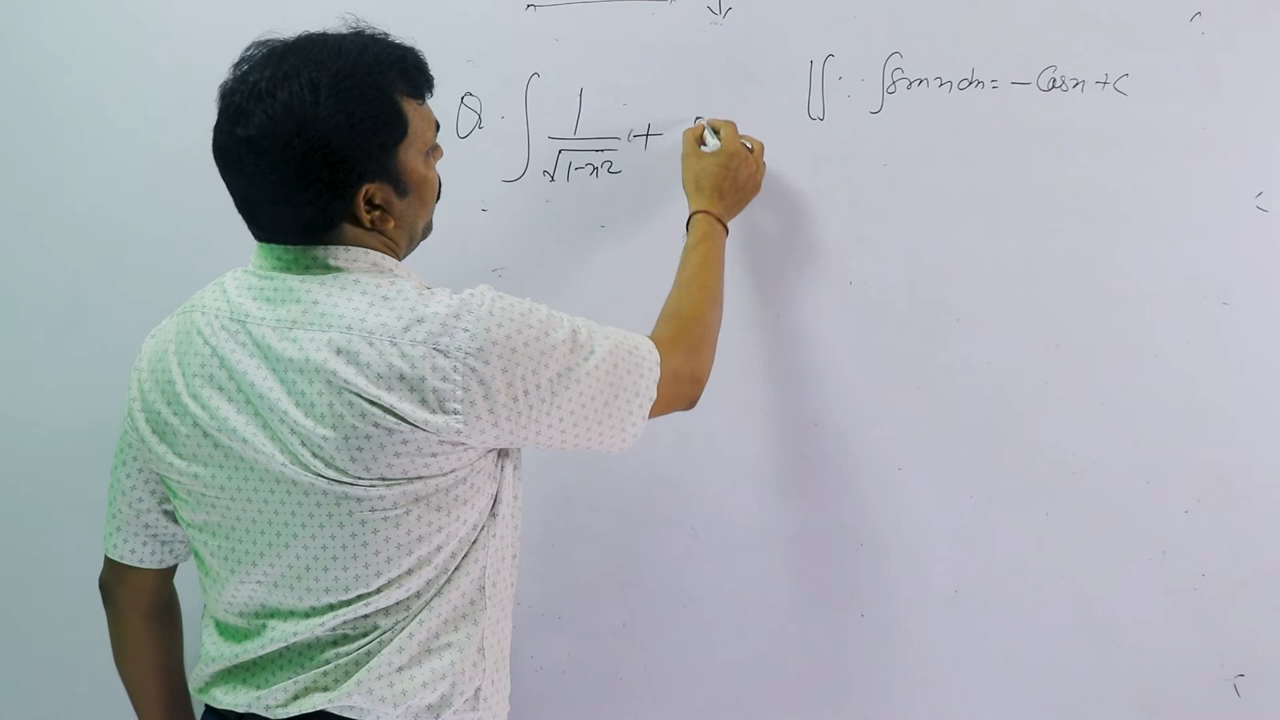 Q. ∫ 1/√(1-x2) +
∫∫ ∵ ∫sinx dx = -Cosx + C